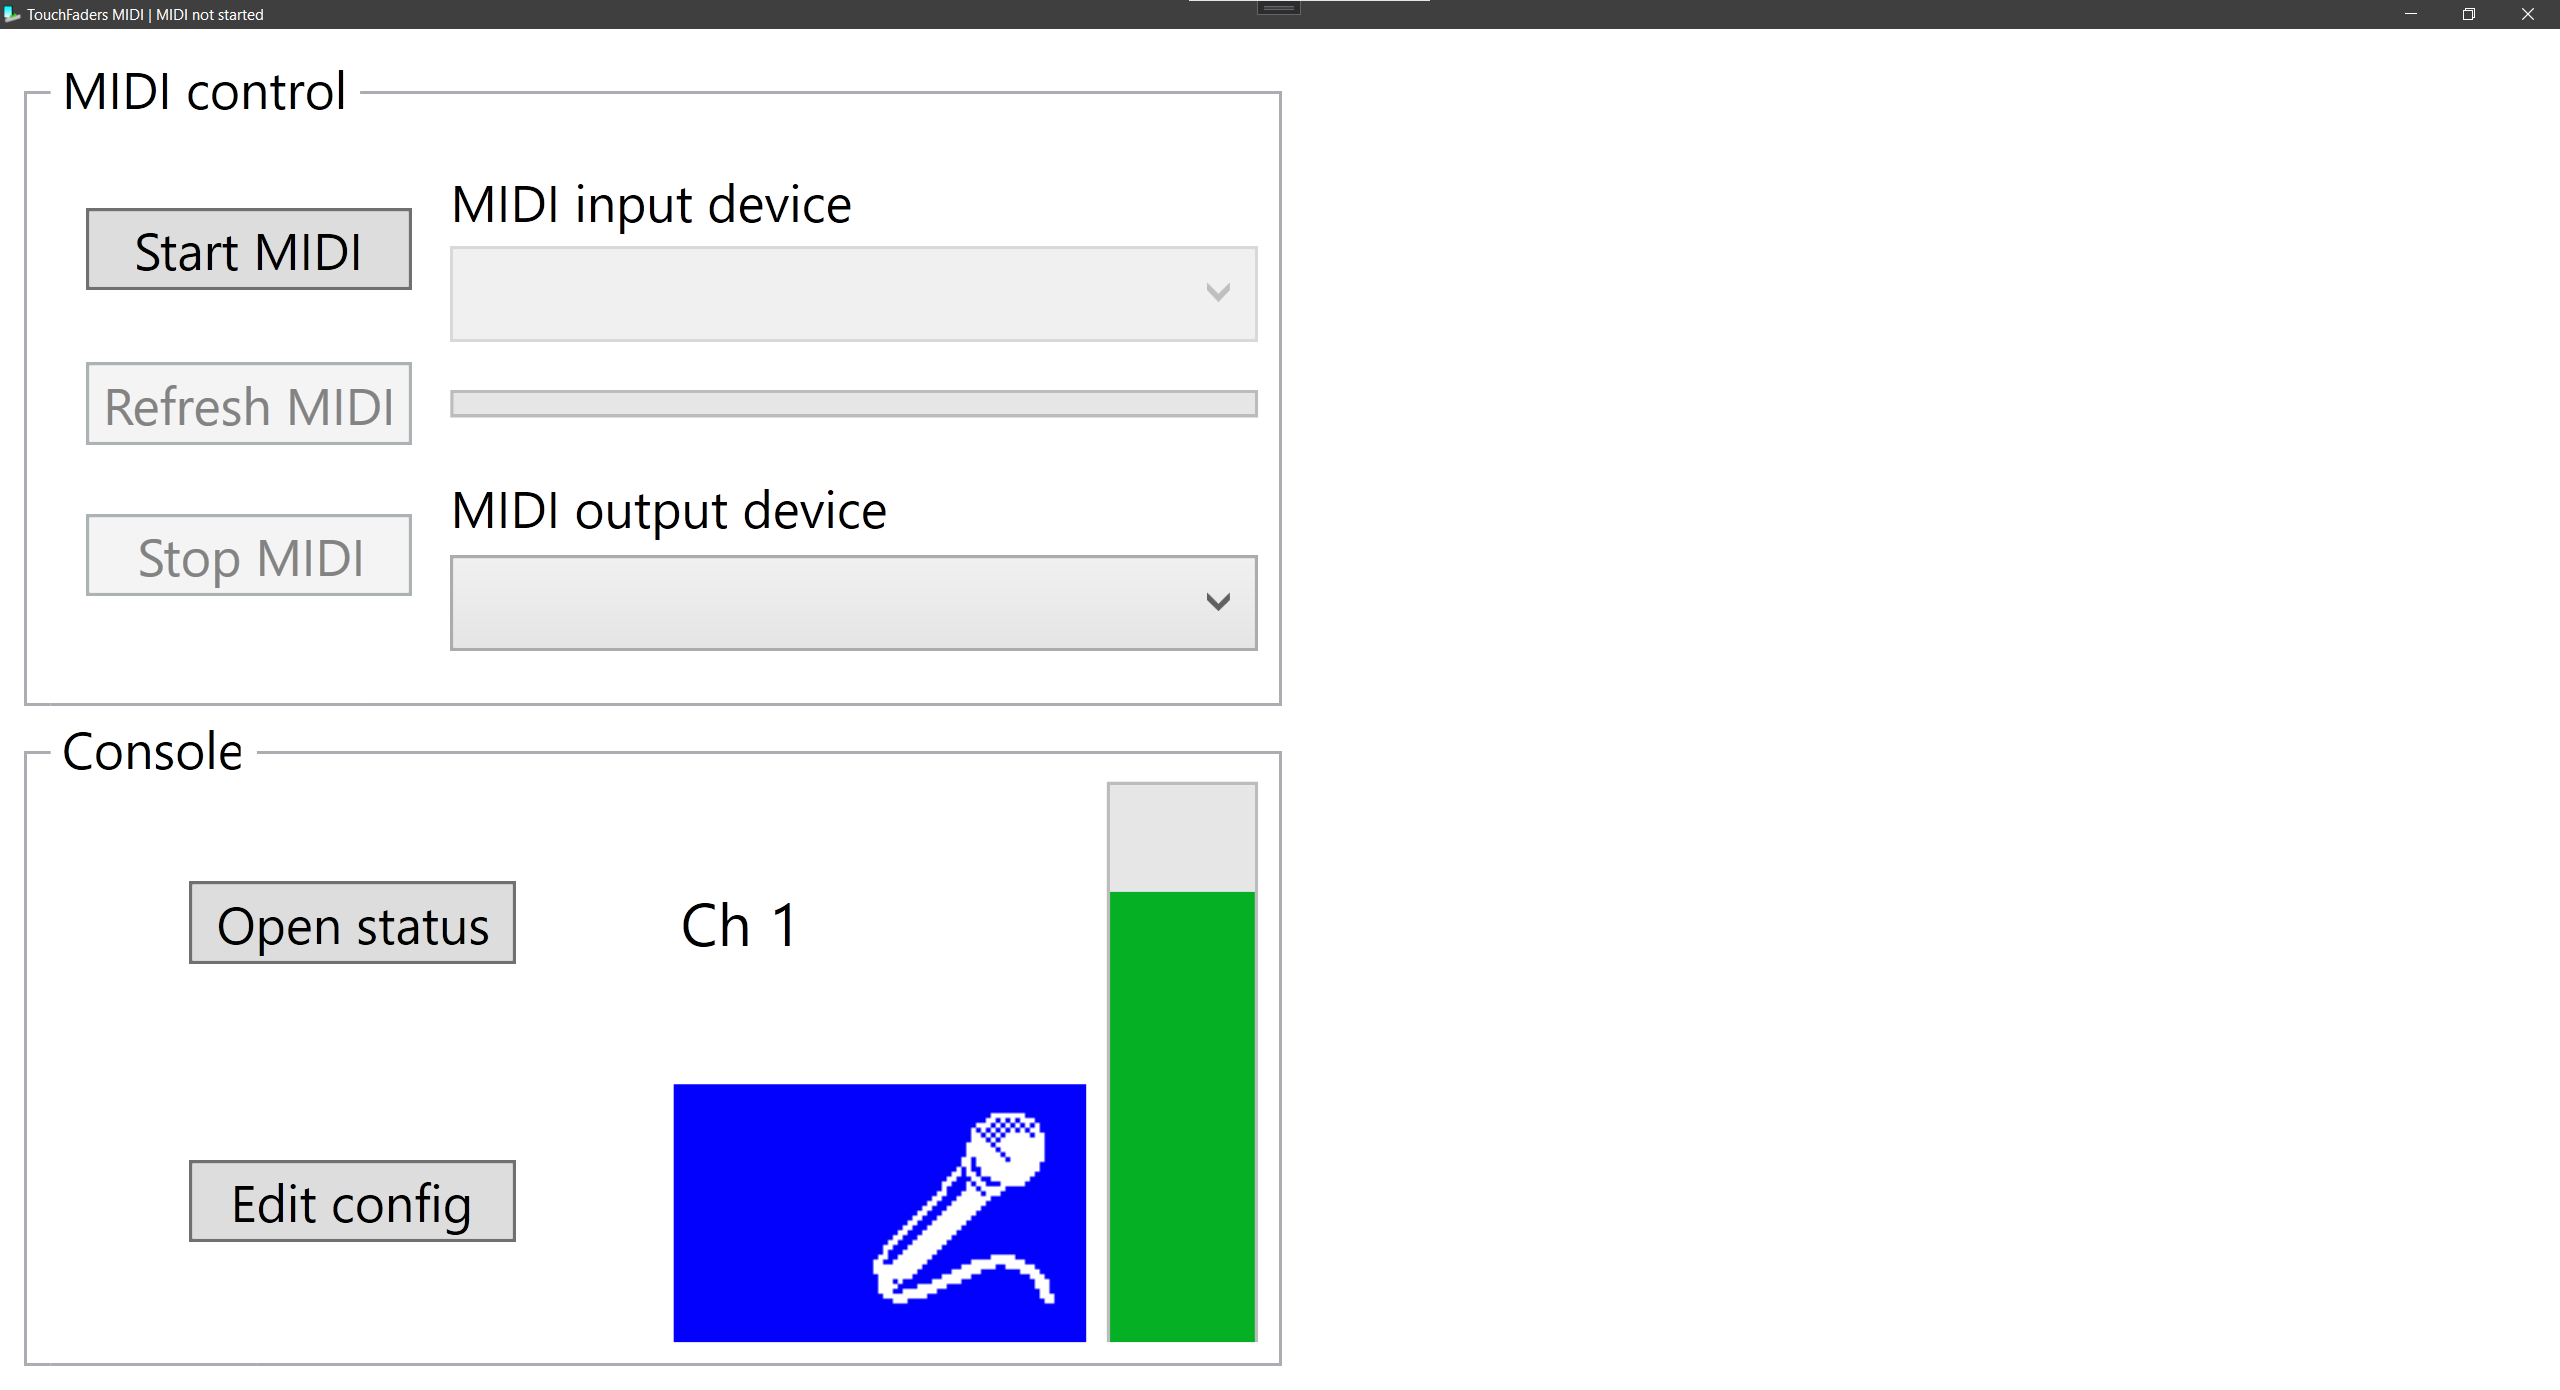 TouchFaders MIDI | MIDI not started
MIDI control
MIDI input device
Start MIDI
Refresh MIDI
MIDI output device
Stop MIDI
Console
Open status
Ch 1
Edit config